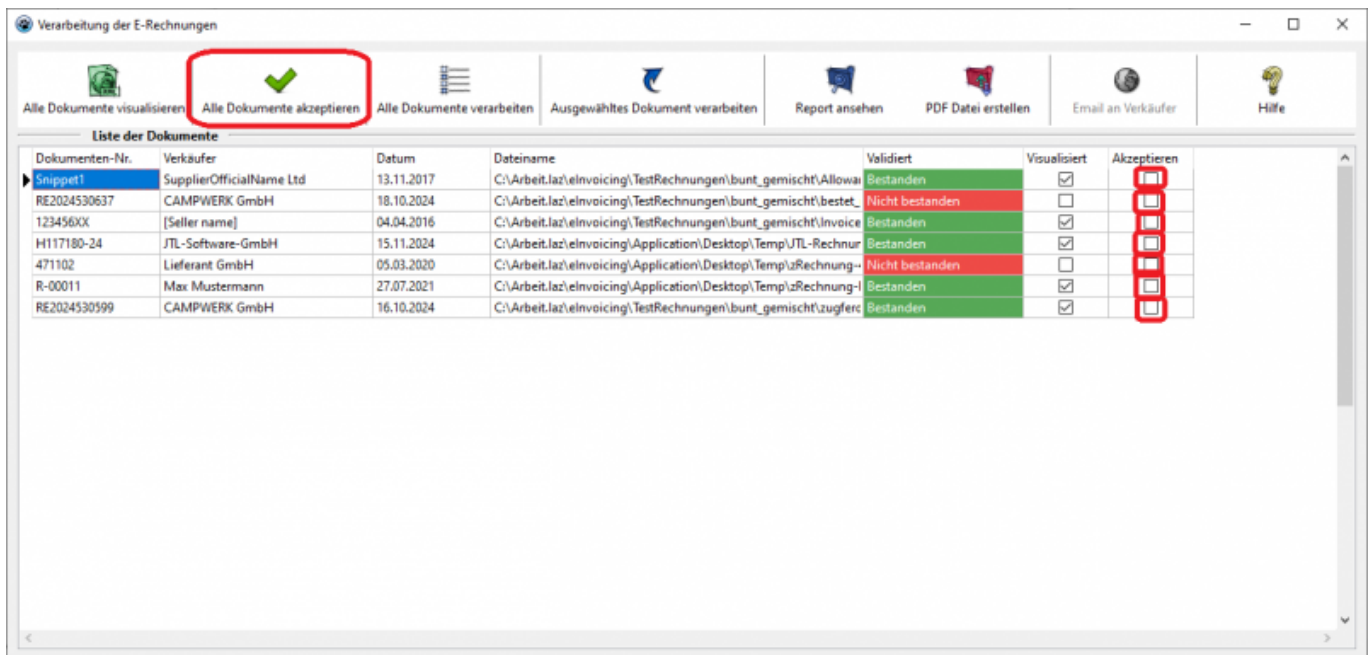 Verarbeitung der E-Rechnungen
Alle Dokumente visualisieren Alle Dokumente akzeptieren Alle Dokumente verarbeiten Ausgewähltes Dokument verarbeiten Report ansehen PDF Datei erstellen Email an Verkäufer Hilfe
Liste der Dokumente
Dokumenten-Nr. Verkäufer Datum Dateiname Validiert Visualisiert Akzeptieren
Snippet1 SupplierOfficialName Ltd 13.11.2017 C:\Arbeit.laz\eInvoicing\TestRechnungen\bunt_gemischt\Allowa Bestanden
RE2024530637 CAMPWERK GmbH 18.10.2024 C:\Arbeit.laz\eInvoicing\TestRechnungen\bunt_gemischt\bestet_ Nicht bestanden
123456XX [Seller name] 04.04.2016 C:\Arbeit.laz\eInvoicing\TestRechnungen\bunt_gemischt\Invoice Bestanden
H117180-24 JTL-Software-GmbH 15.11.2024 C:\Arbeit.laz\eInvoicing\Application\Desktop\Temp\JTL-Rechnur Bestanden
471102 Lieferant GmbH 05.03.2020 C:\Arbeit.laz\eInvoicing\Application\Desktop\Temp\zRechnung-- Nicht bestanden
R-00011 Max Mustermann 27.07.2021 C:\Arbeit.laz\eInvoicing\Application\Desktop\Temp\zRechnung-I Bestanden
RE2024530599 CAMPWERK GmbH 16.10.2024 C:\Arbeit.laz\eInvoicing\TestRechnungen\bunt_gemischt\zugferc Bestanden